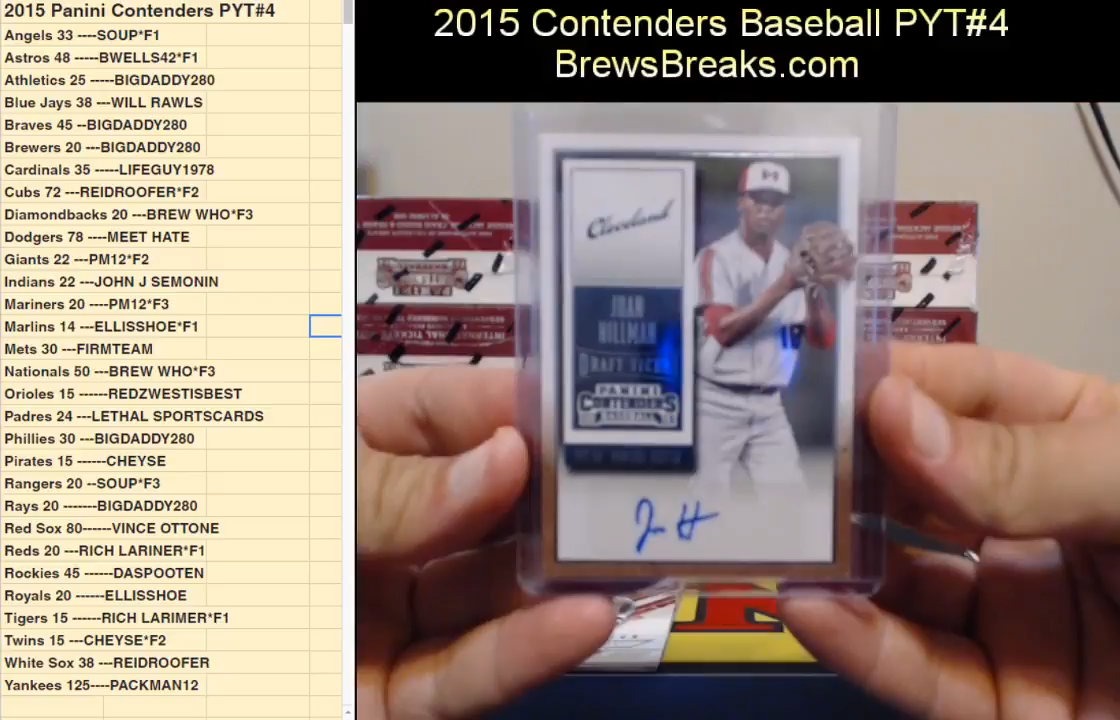 2015 Panini Contenders PYT#4
Angels 33 ----SOUP*F1
Astros 48 -----BWELLS42*F1
Athletics 25 -----BIGDADDY280
Blue Jays 38 ---WILL RAWLS
Braves 45 --BIGDADDY280
Brewers 20 ---BIGDADDY280
Cardinals 35 -----LIFEGUY1978
Cubs 72 ---REIDROOFER*F2
Diamondbacks 20 ---BREW WHO*F3
Dodgers 78 ----MEET HATE
Giants 22 ----PM12*F2
Indians 22 ---JOHN J SEMONIN
Mariners 20 ----PM12*F3
Marlins 14 ---ELLISSHOE*F1
Mets 30 ---FIRMTEAM
Nationals 50 ---BREW WHO*F3
Orioles 15 ----REDZWESTISBEST
Padres 24 ---LETHAL SPORTSCARDS
Phillies 30 ----BIGDADDY280
Pirates 15 ------CHEYSE
Rangers 20 --SOUP*F3
Rays 20 -------BIGDADDY280
Red Sox 80------VINCE OTTONE
Reds 20 ---RICH LARINER*F1
Rockies 45 ------DASPOOTEN
Royals 20 ------ELLISSHOE
Tigers 15 ------RICH LARIMER*F1
Twins 15 ---CHEYSE*F2
White Sox 38 ---REIDROOFER
Yankees 125----PACKMAN12
2015 Contenders Baseball PYT#4
BrewsBreaks.com
Cleveland
JUAN
HILLMAN
DRAFT TICKET
PANINI
CONTENDERS
BASEBALL